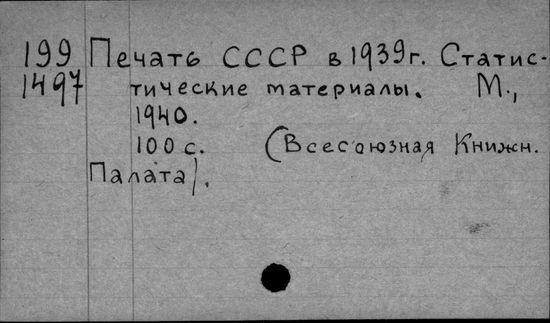 199 Печать СССР в 1939г. Статис-
1497 тические материалы. М.,
1940.
100 с. (Всесоюзная Книжн.
Палата).